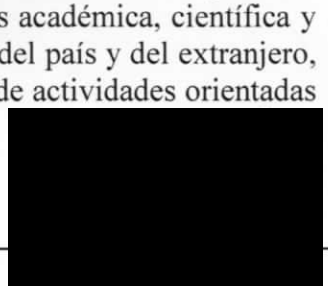 académica, científica y
del país y del extranjero,
de actividades orientadas